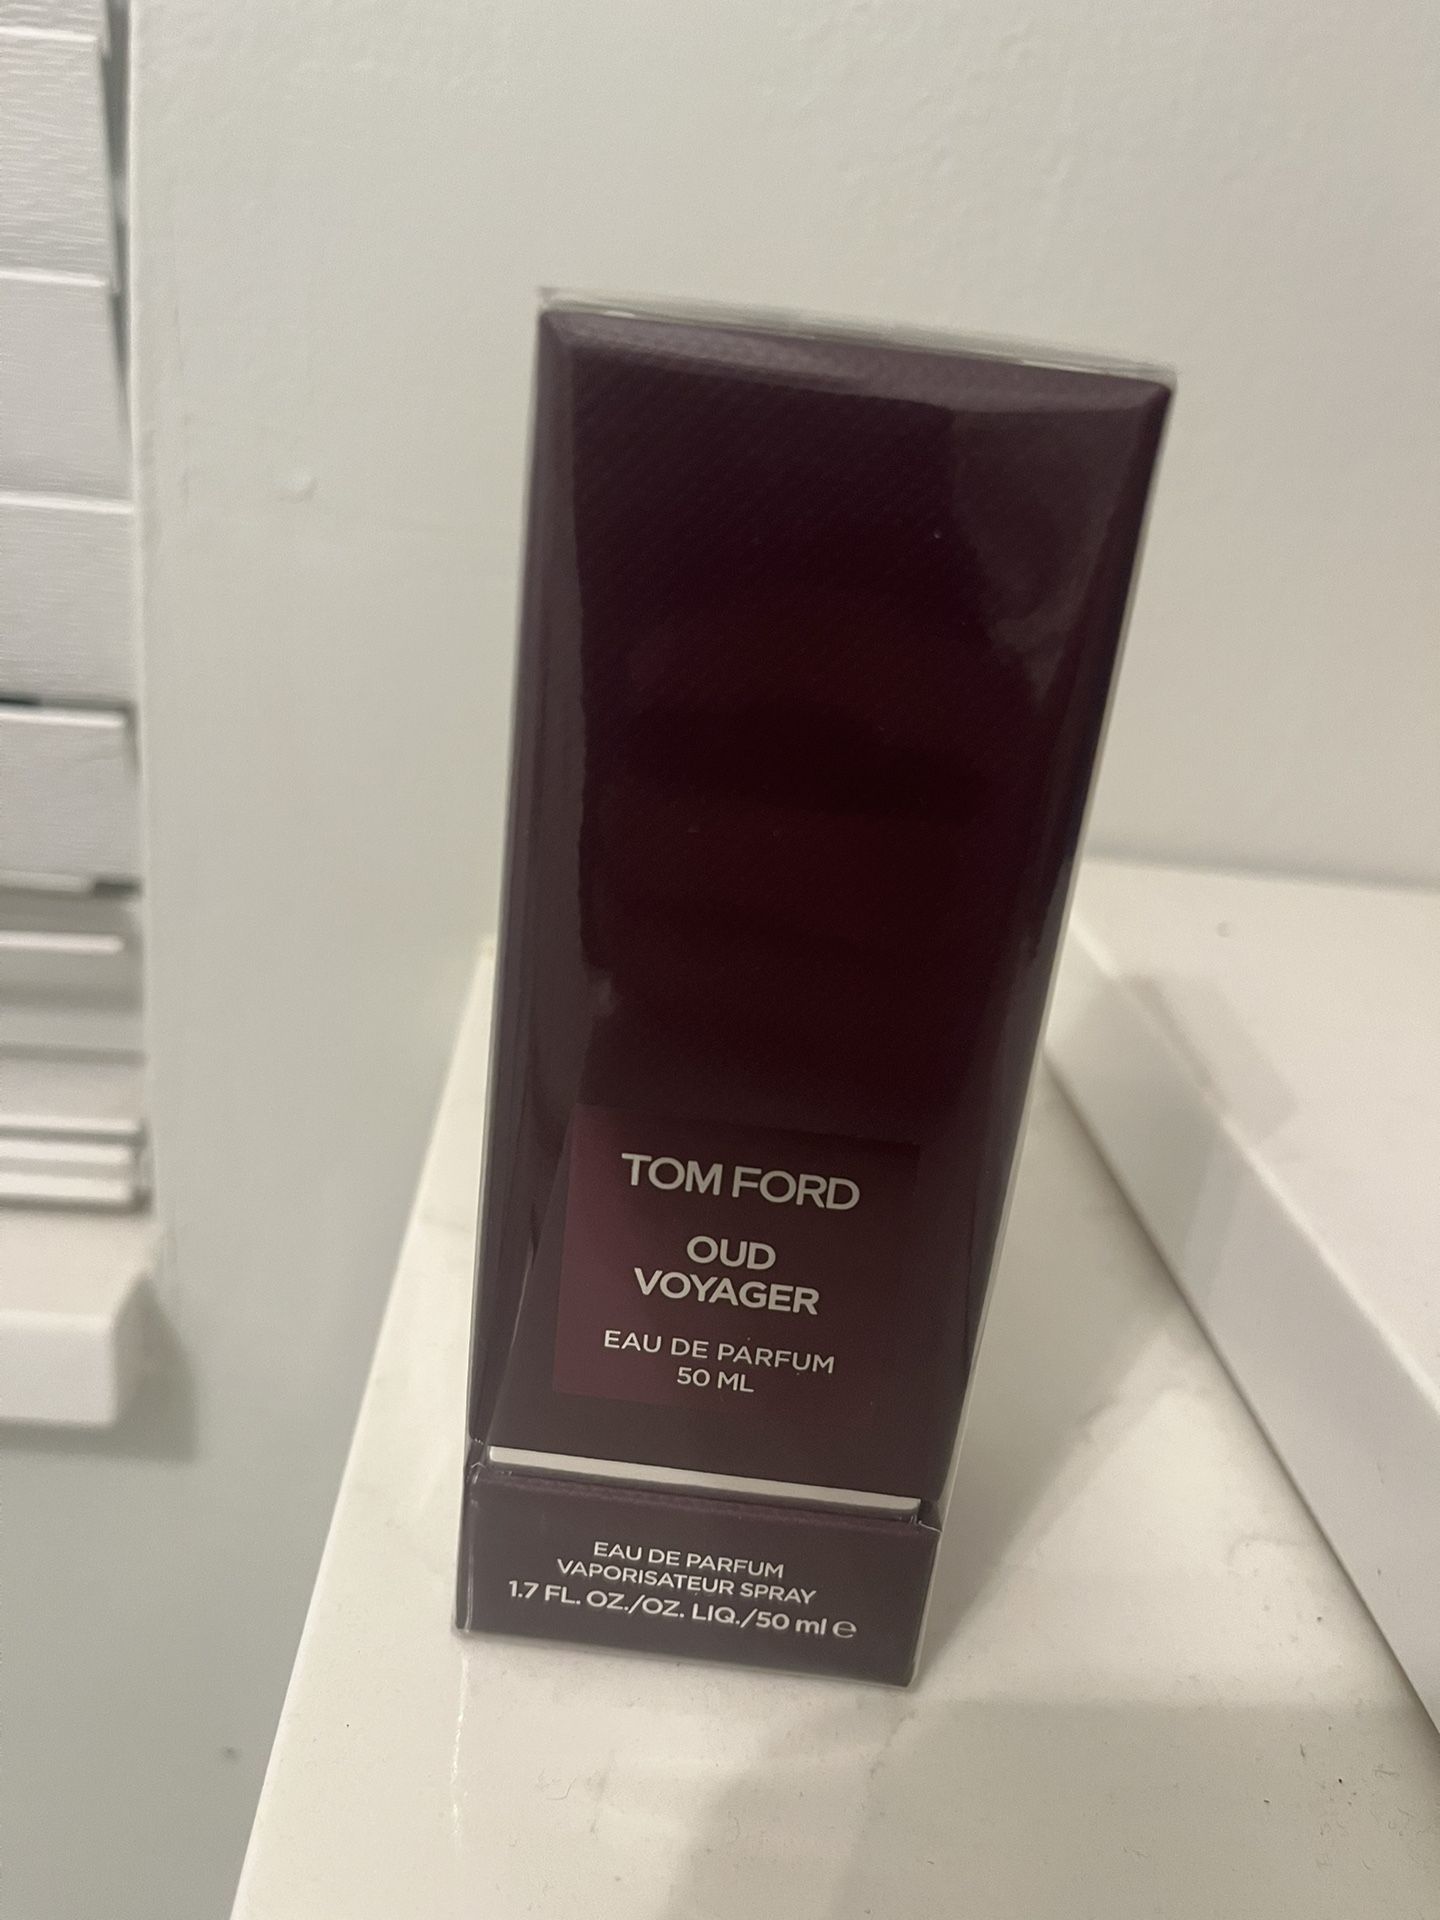 TOM FORD
OUD
VOYAGER
EAU DE PARFUM
50 ML
EAU DE PARFUM
VAPORISATEUR SPRAY
1.7 FL. OZ./OZ. LIQ./50 ml ℮